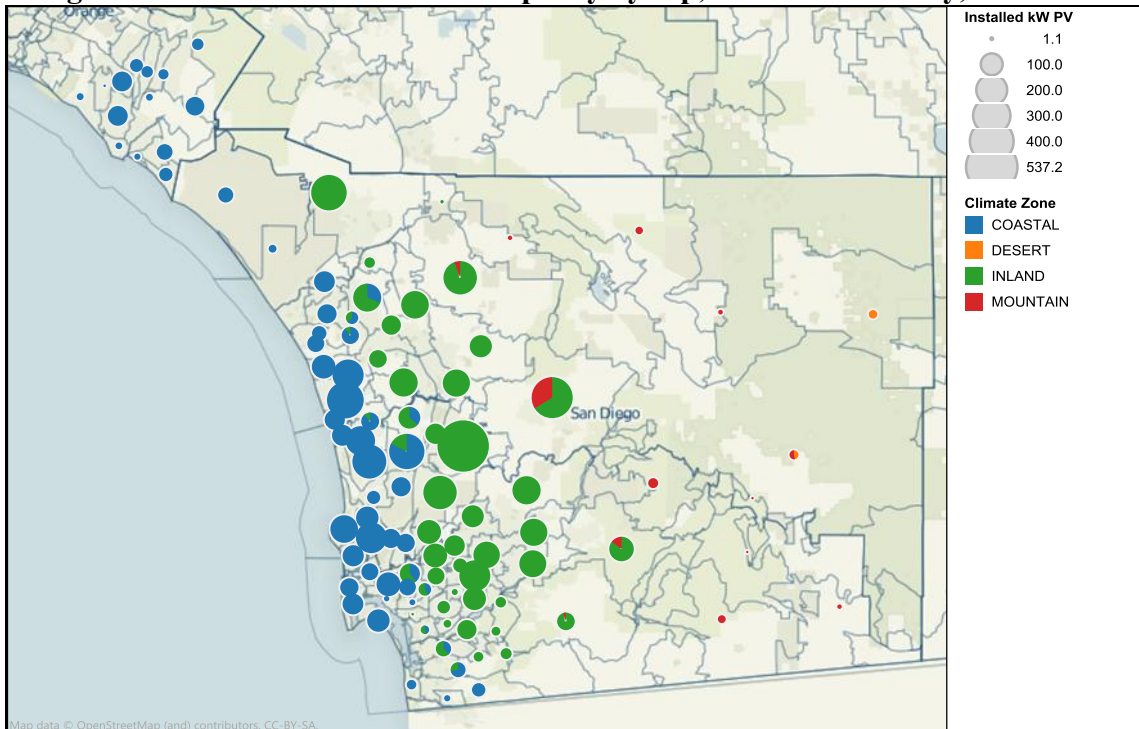 Orange
Installed kW PV
1.1
100.0
200.0
300.0
400.0
537.2
Climate Zone
COASTAL
DESERT
INLAND
MOUNTAIN
San Diego
Map data © OpenStreetMap (and) contributors, CC-BY-SA.